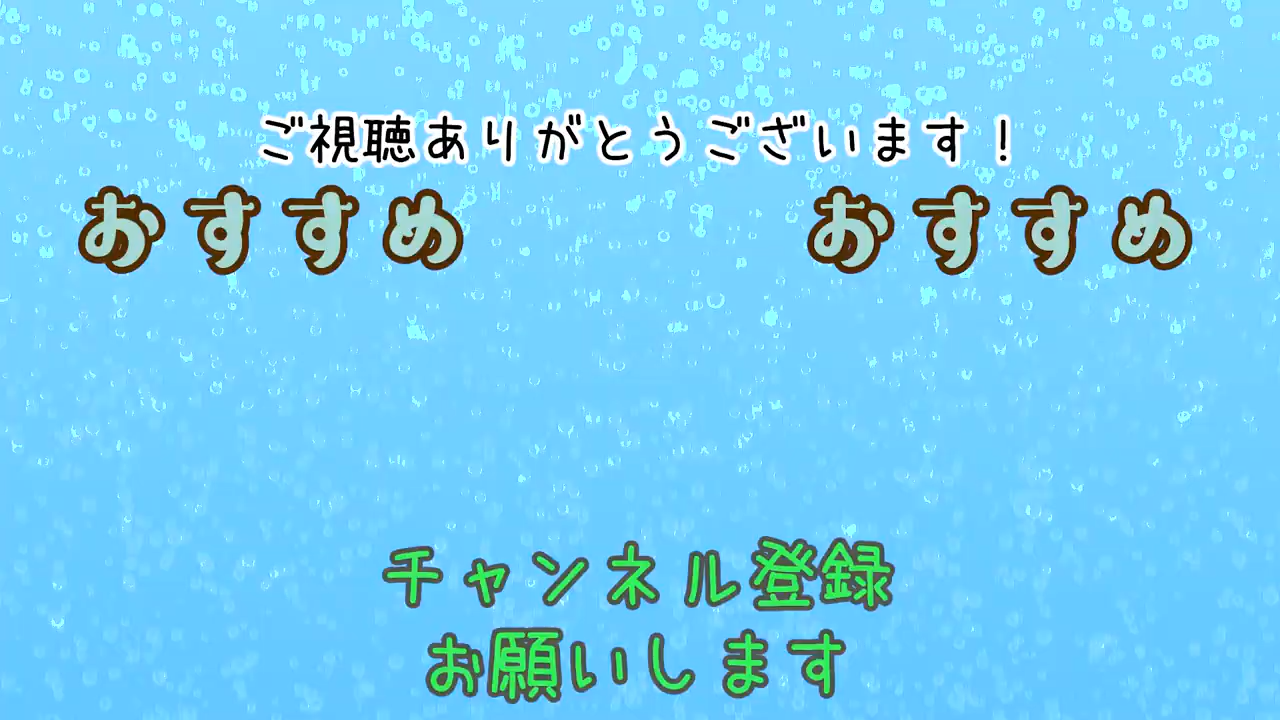 ご視聴ありがとうございます！
おすすめ おすすめ
チャンネル登録
お願いします